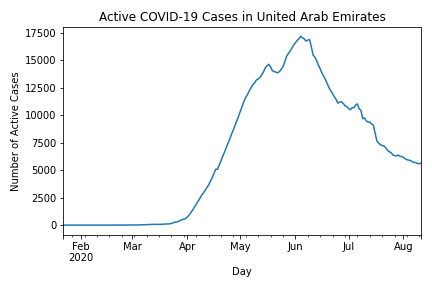 Active COVID-19 Cases in United Arab Emirates
17500
15000
12500
10000
7500
5000
2500
0
Number of Active Cases
Feb Mar Apr May Jun Jul Aug
2020
Day